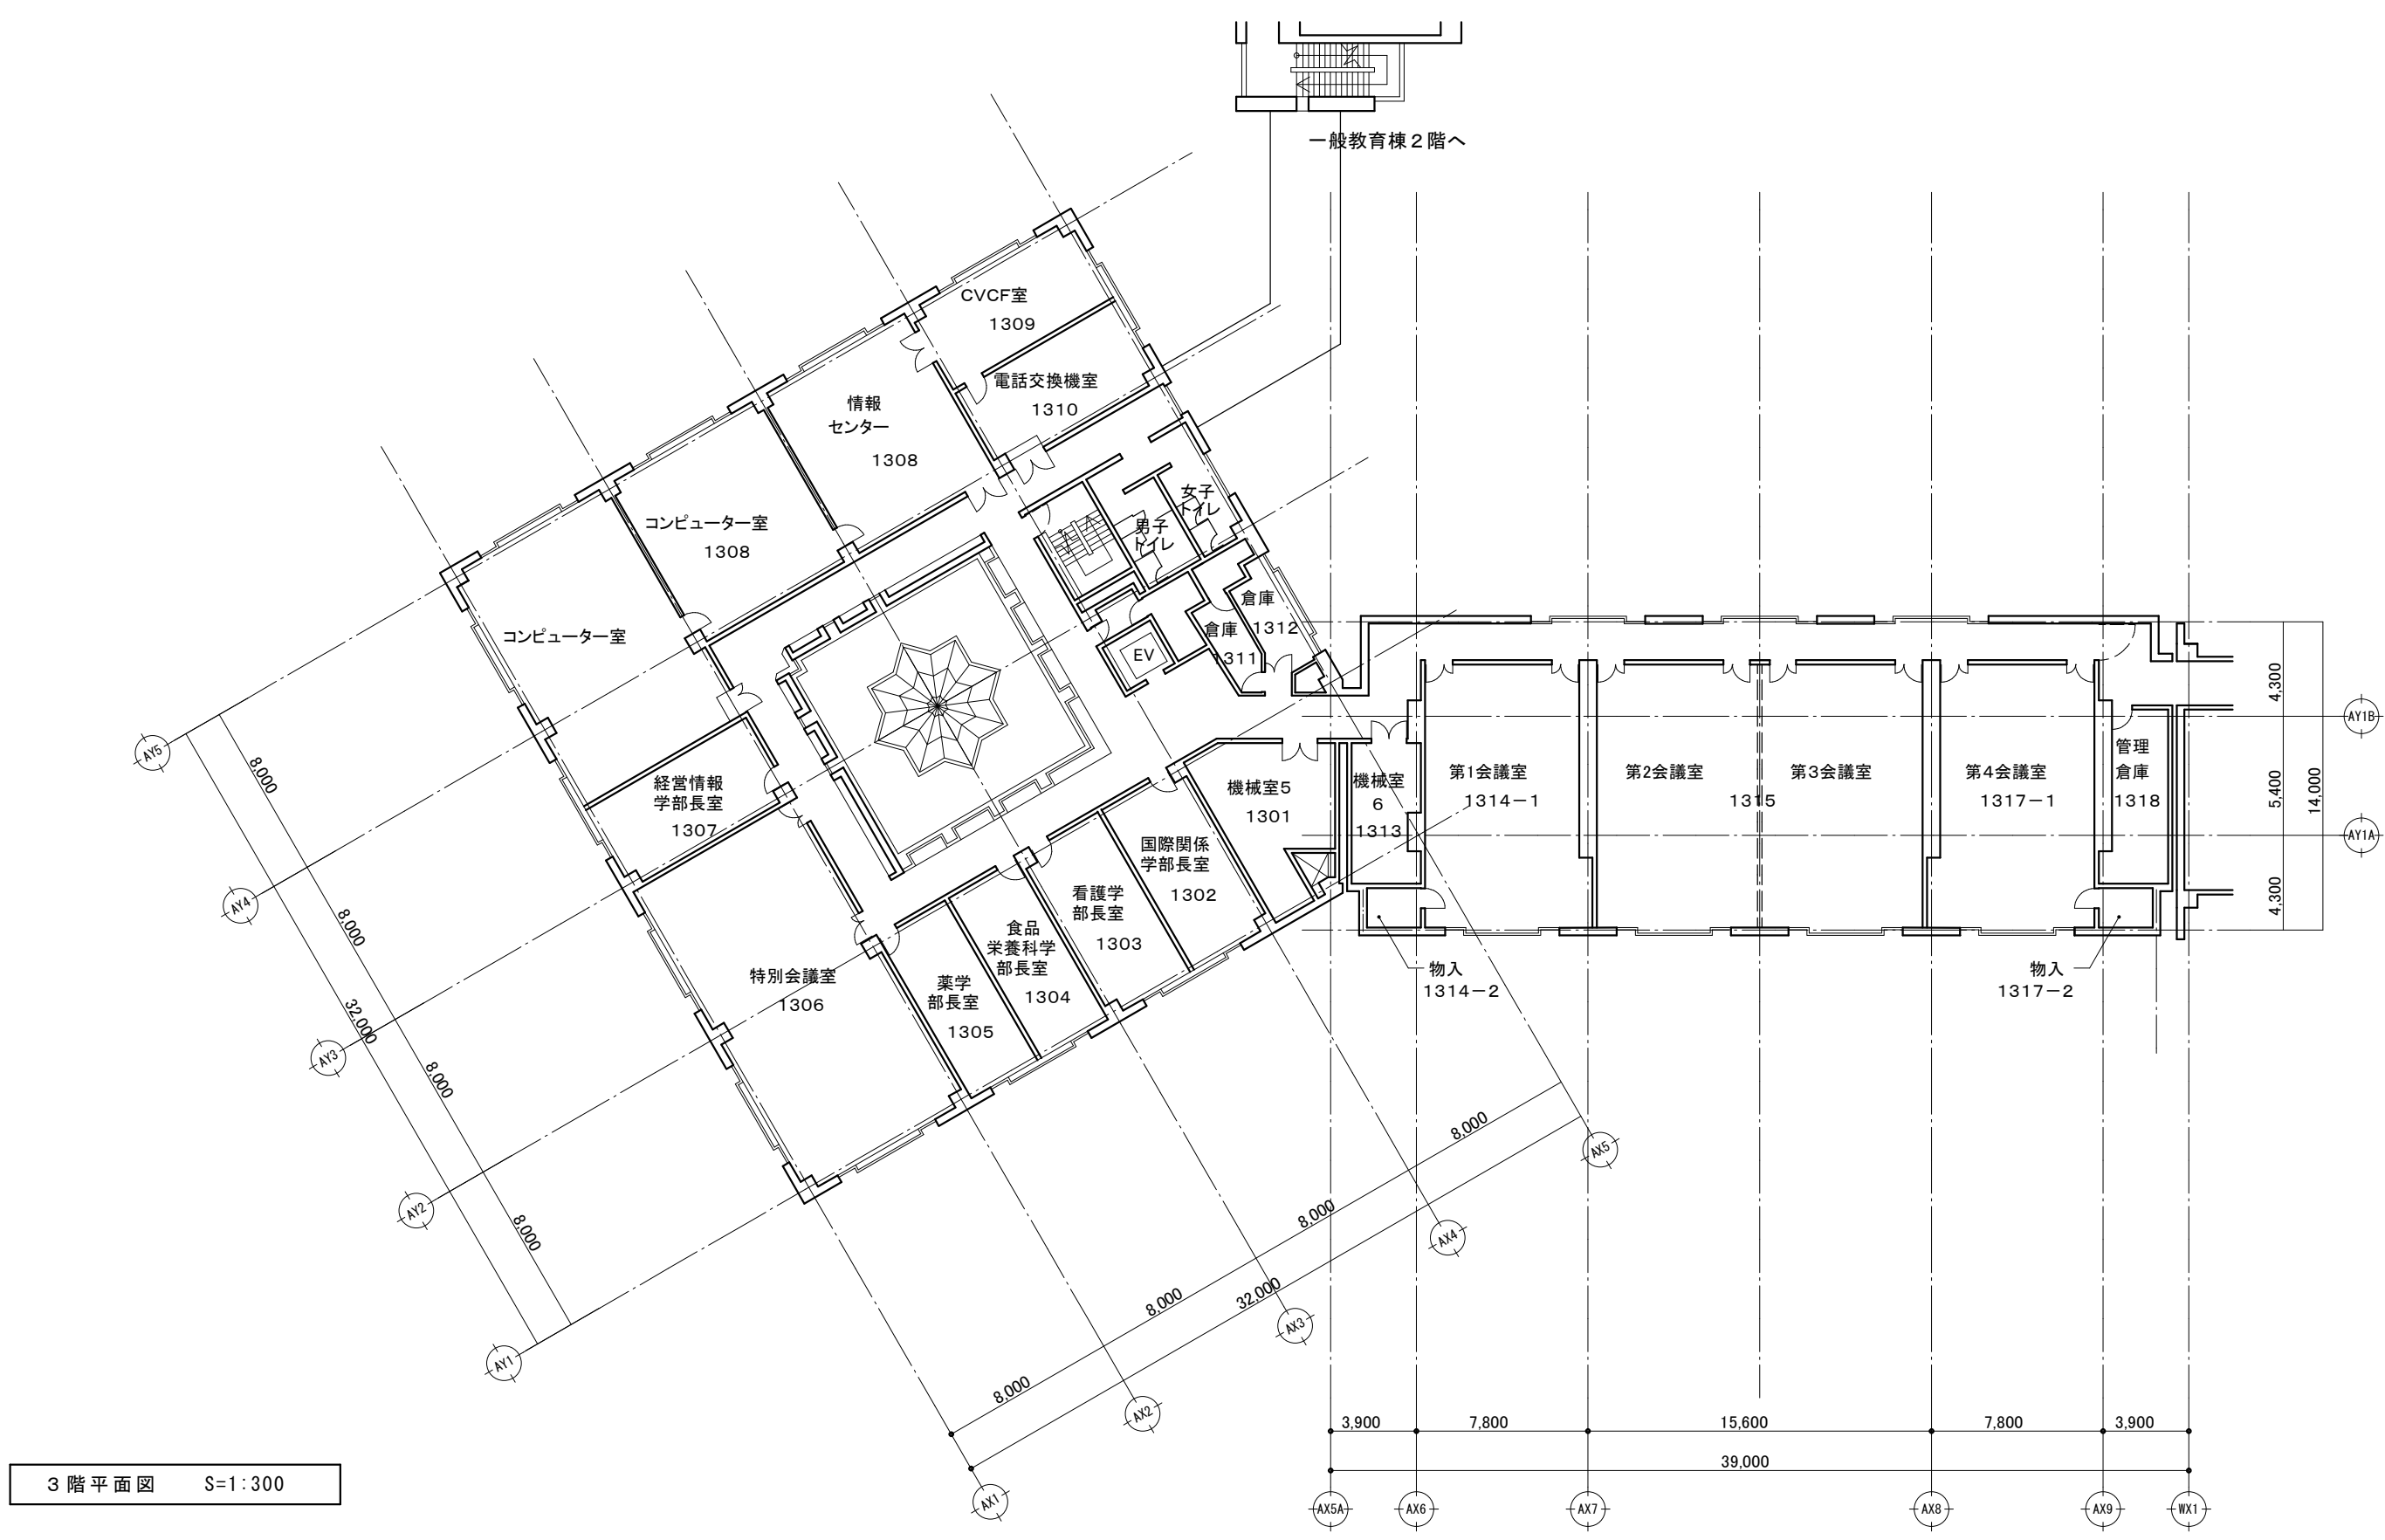 一般教育棟２階へ
CVCF室
1309
電話交換機室
1310
情報
センター
1308
コンピューター室
1308
コンピューター室
女子
トイレ
男子
トイレ
倉庫
1312
倉庫
1311
EV
経営情報
学部長室
1307
機械室5
1301
機械室
6
1313
第1会議室
1314－1
第2会議室
第3会議室
1315
第4会議室
1317－1
管理
倉庫
1318
国際関係
学部長室
1302
看護学
部長室
1303
食品
栄養科学
部長室
1304
薬学
部長室
1305
特別会議室
1306
物入
1314－2
物入
1317－2
4,300
5,400
4,300
14,000
AY1B
AY1A
AY5
AY4
AY3
AY2
AY1
8,000
8,000
8,000
8,000
32,000
8,000
8,000
8,000
8,000
32,000
AX5
AX4
AX3
AX2
AX1
3,900
7,800
15,600
7,800
3,900
39,000
AX5A
AX6
AX7
AX8
AX9
WX1
３階平面図 S=1:300